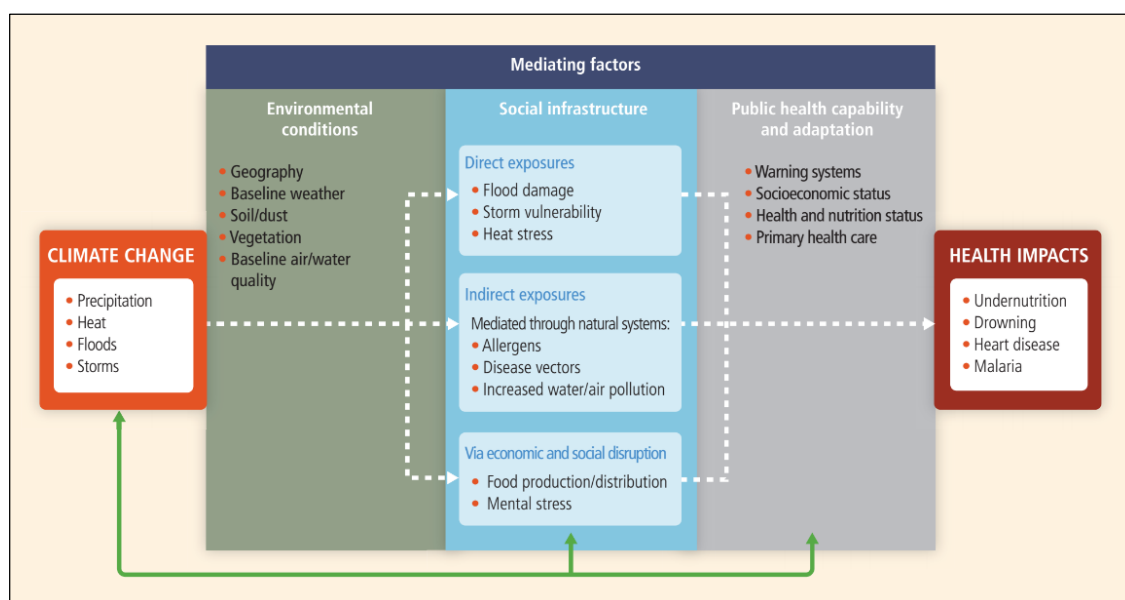 Mediating factors
Environmental
conditions
• Geography
• Baseline weather
• Soil/dust
• Vegetation
• Baseline air/water
quality
Social infrastructure
Direct exposures
• Flood damage
• Storm vulnerability
• Heat stress
Indirect exposures
Mediated through natural systems:
• Allergens
• Disease vectors
• Increased water/air pollution
Via economic and social disruption
• Food production/distribution
• Mental stress
Public health capability
and adaptation
• Warning systems
• Socioeconomic status
• Health and nutrition status
• Primary health care
CLIMATE CHANGE
• Precipitation
• Heat
• Floods
• Storms
HEALTH IMPACTS
• Undernutrition
• Drowning
• Heart disease
• Malaria